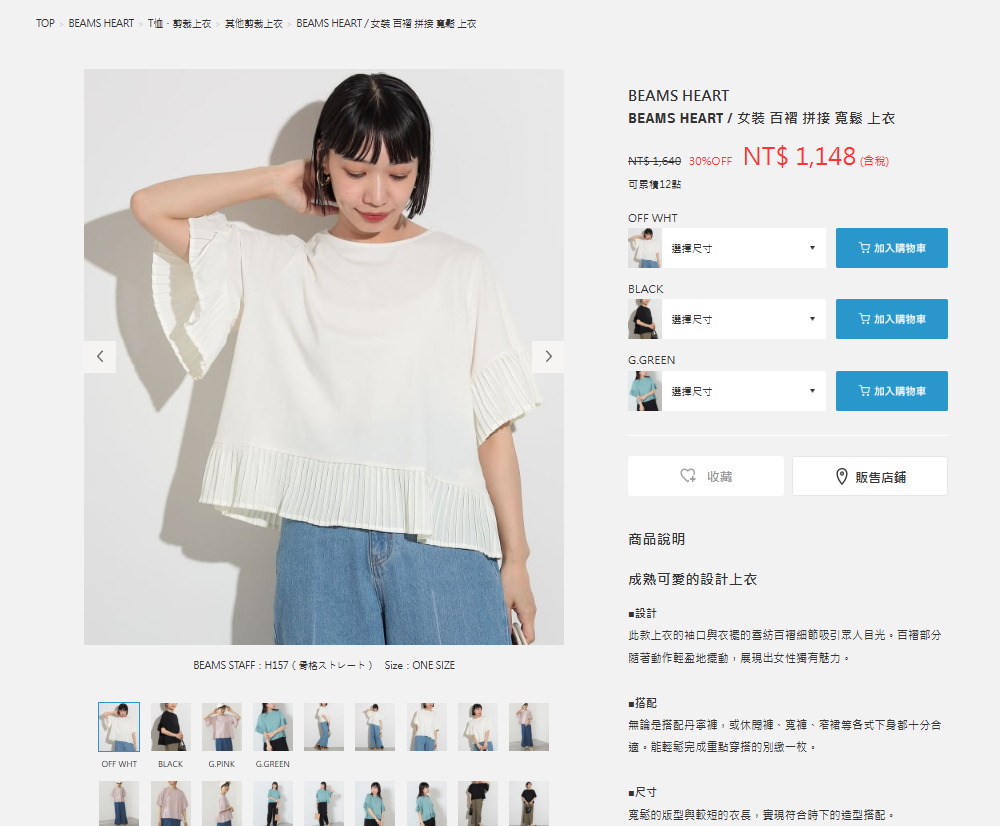 TOP > BEAMS HEART > T恤・剪裁上衣 > 其他剪裁上衣 > BEAMS HEART / 女裝 百褶 拼接 寬鬆 上衣
BEAMS HEART
BEAMS HEART / 女裝 百褶 拼接 寬鬆 上衣
NT$ 1,640 30%OFF NT$ 1,148 (含稅)
可累積12點
OFF WHT
選擇尺寸 加入購物車
BLACK
選擇尺寸 加入購物車
G.GREEN
選擇尺寸 加入購物車
收藏 販售店鋪
商品說明
成熟可愛的設計上衣
■設計
此款上衣的袖口與衣襬的雪紡百褶細節吸引眾人目光。百褶部分
隨著動作輕盈地擺動，展現出女性獨有魅力。
■搭配
無論是搭配丹寧褲，或休閒褲、寬褲、窄裙等各式下身都十分合
適。能輕鬆完成重點穿搭的別緻一枚。
■尺寸
寬鬆的版型與較短的衣長，實現符合時下的造型搭配。
BEAMS STAFF：H157（骨格ストレート） Size：ONE SIZE
OFF WHT BLACK G.PINK G.GREEN